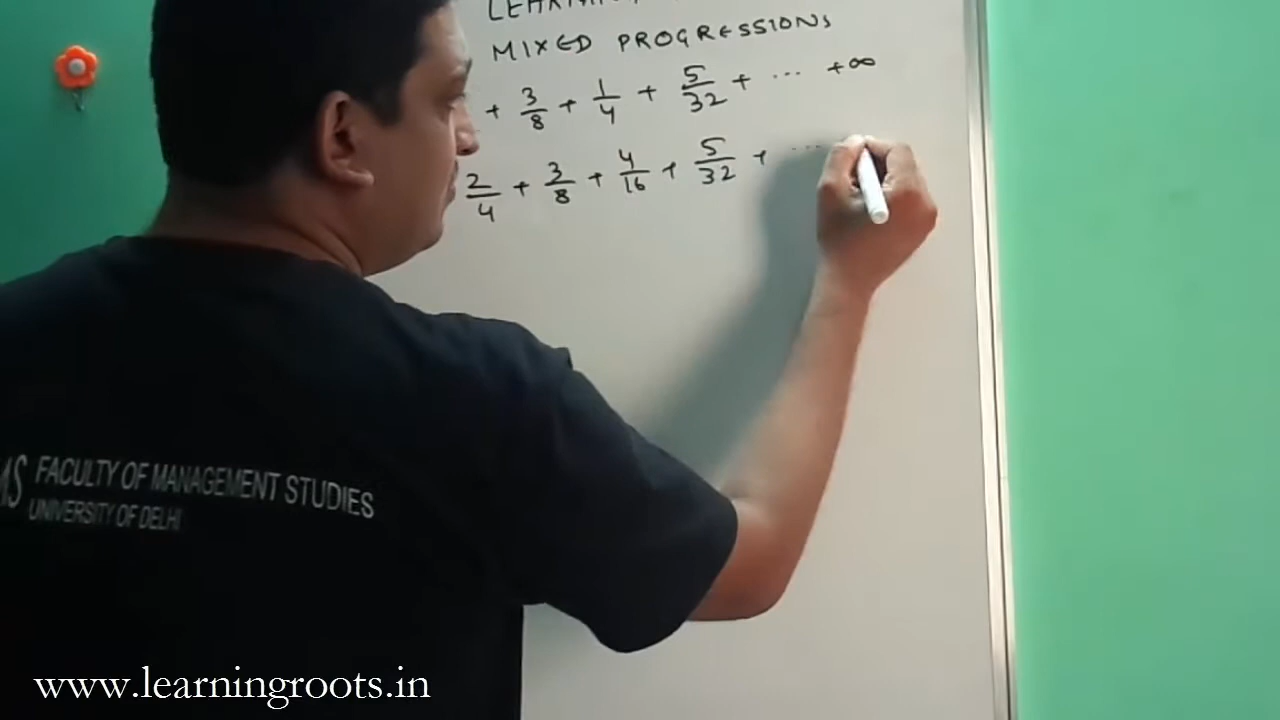 MIXED PROGRESSIONS
+ 3/8 + 1/4 + 5/32 + ... +∞
2/4 + 3/8 + 4/16 + 5/32 + ...
FACULTY OF MANAGEMENT STUDIES
UNIVERSITY OF DELHI
www.learningroots.in